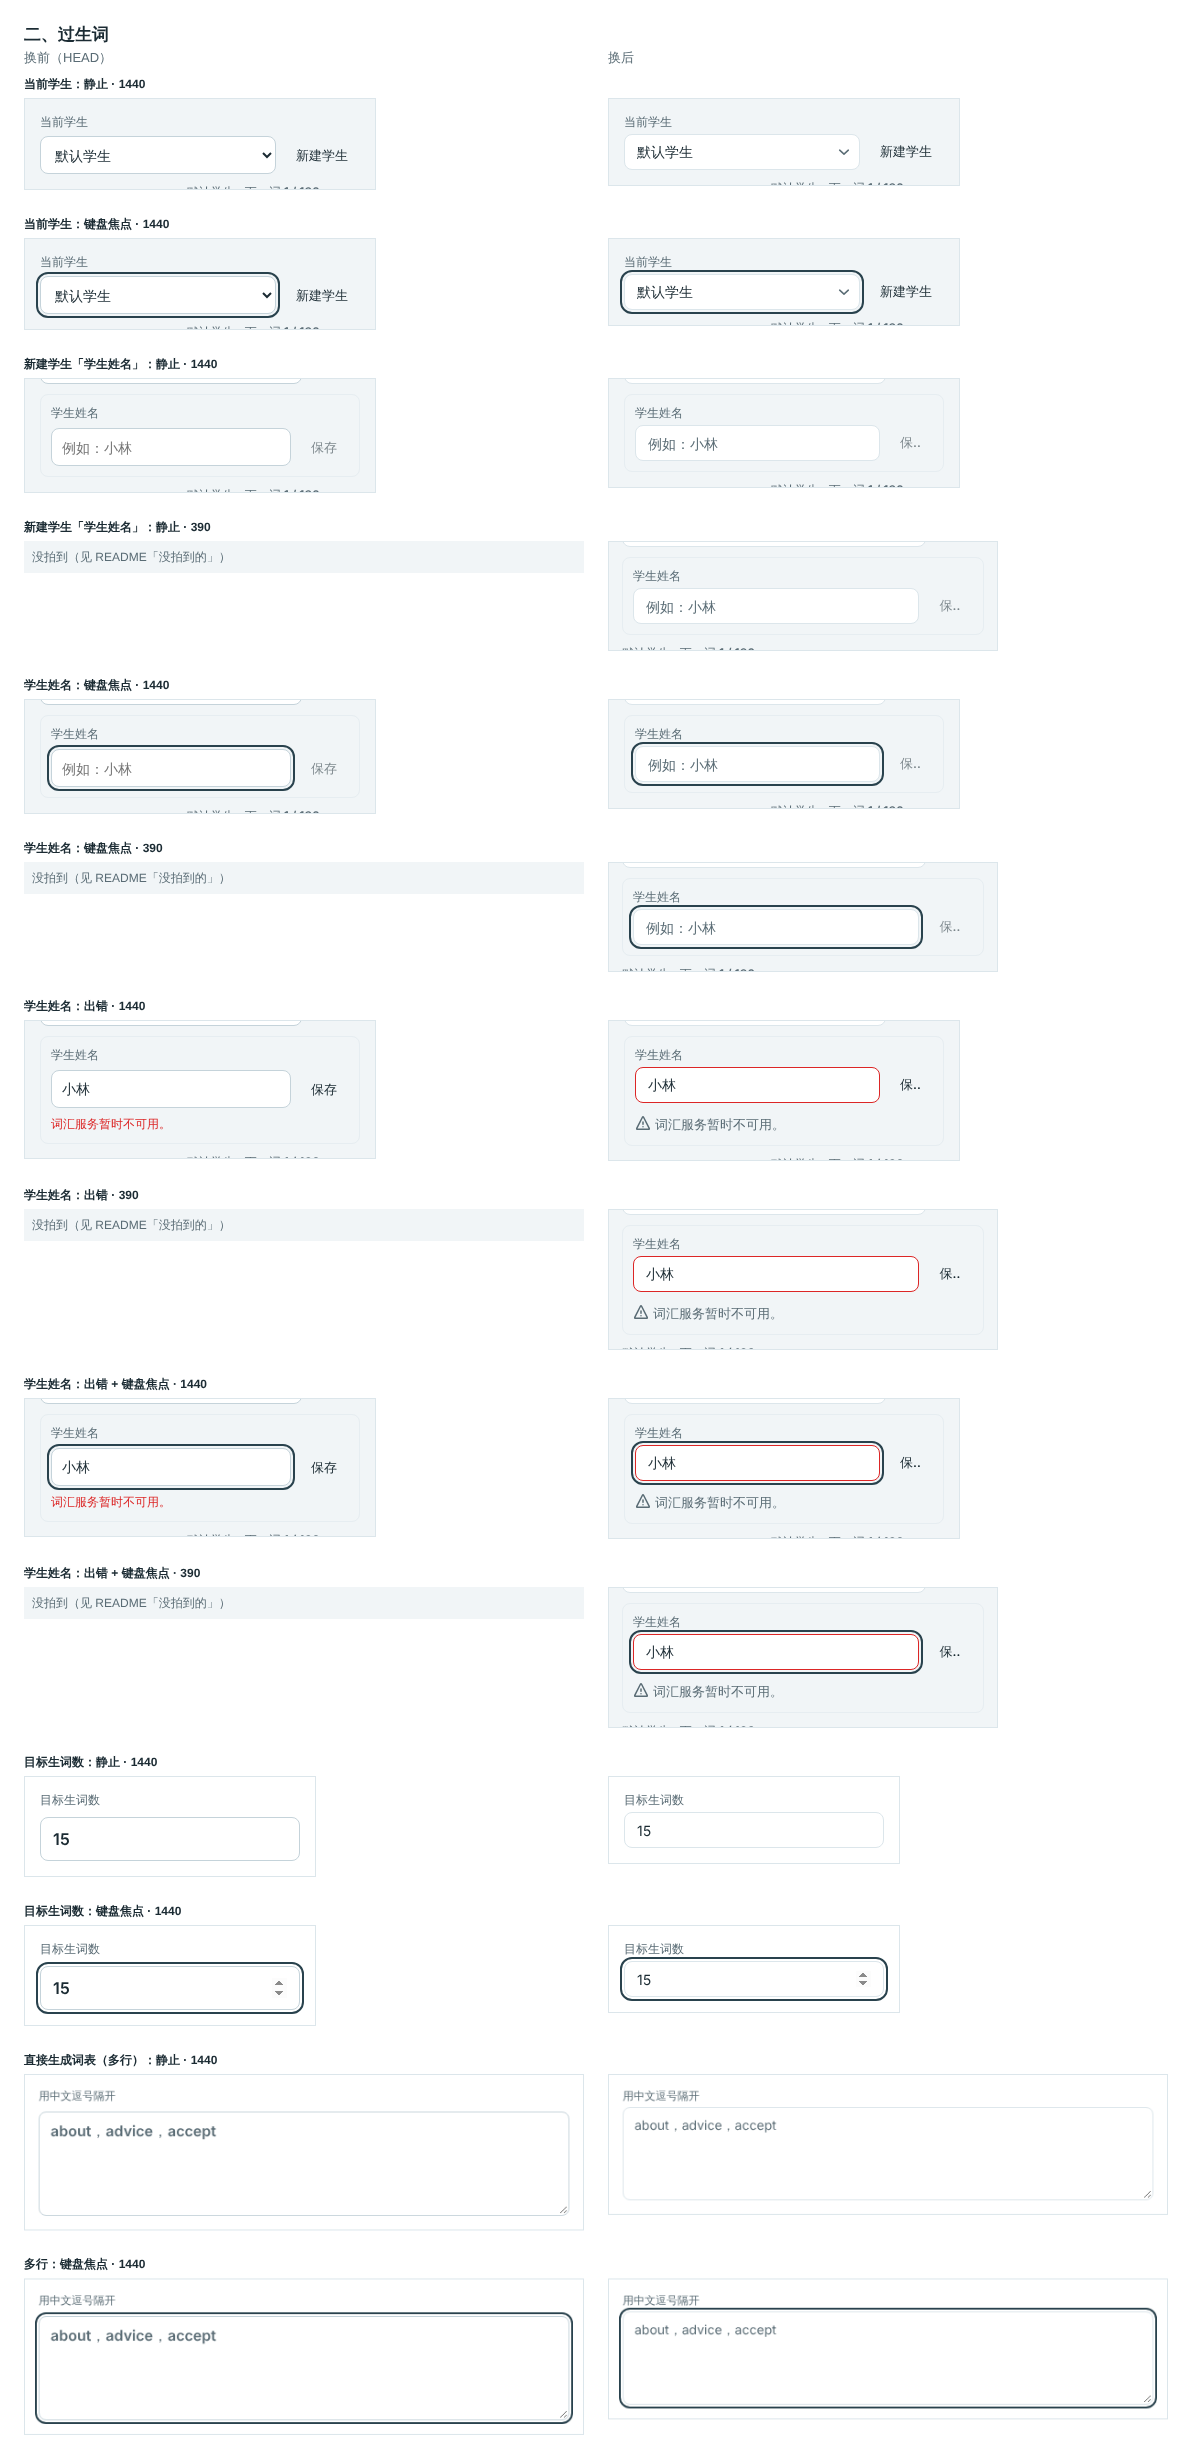 二、过生词
换前（HEAD）
换后
当前学生：静止 · 1440
当前学生
默认学生
新建学生
当前学生
默认学生
新建学生
当前学生：键盘焦点 · 1440
当前学生
默认学生
新建学生
当前学生
默认学生
新建学生
新建学生「学生姓名」：静止 · 1440
学生姓名
例如：小林
保存
学生姓名
例如：小林
保..
新建学生「学生姓名」：静止 · 390
没拍到（见 README「没拍到的」）
学生姓名
例如：小林
保..
学生姓名：键盘焦点 · 1440
学生姓名
例如：小林
保存
学生姓名
例如：小林
保..
学生姓名：键盘焦点 · 390
没拍到（见 README「没拍到的」）
学生姓名
例如：小林
保..
学生姓名：出错 · 1440
学生姓名
小林
保存
词汇服务暂时不可用。
学生姓名
小林
保..
词汇服务暂时不可用。
学生姓名：出错 · 390
没拍到（见 README「没拍到的」）
学生姓名
小林
保..
词汇服务暂时不可用。
学生姓名：出错 + 键盘焦点 · 1440
学生姓名
小林
保存
词汇服务暂时不可用。
学生姓名
小林
保..
词汇服务暂时不可用。
学生姓名：出错 + 键盘焦点 · 390
没拍到（见 README「没拍到的」）
学生姓名
小林
保..
词汇服务暂时不可用。
目标生词数：静止 · 1440
目标生词数
15
目标生词数
15
目标生词数：键盘焦点 · 1440
目标生词数
15
目标生词数
15
直接生成词表（多行）：静止 · 1440
用中文逗号隔开
about，advice，accept
用中文逗号隔开
about，advice，accept
多行：键盘焦点 · 1440
用中文逗号隔开
about，advice，accept
用中文逗号隔开
about，advice，accept